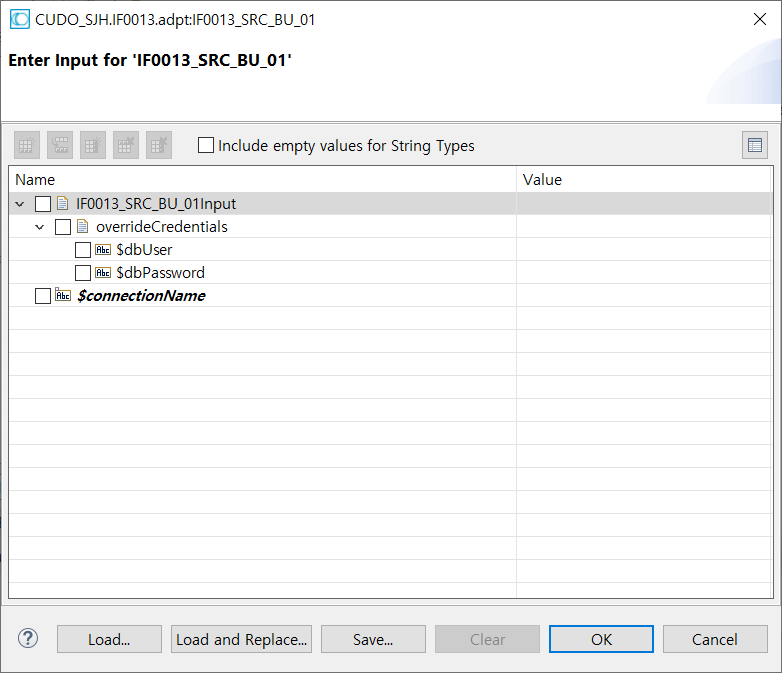 CUDO_SJH.IF0013.adpt:IF0013_SRC_BU_01
Enter Input for 'IF0013_SRC_BU_01'
Include empty values for String Types
Name Value
IF0013_SRC_BU_01Input
overrideCredentials
Abc $dbUser
Abc $dbPassword
Abc $connectionName
? Load... Load and Replace... Save... Clear OK Cancel